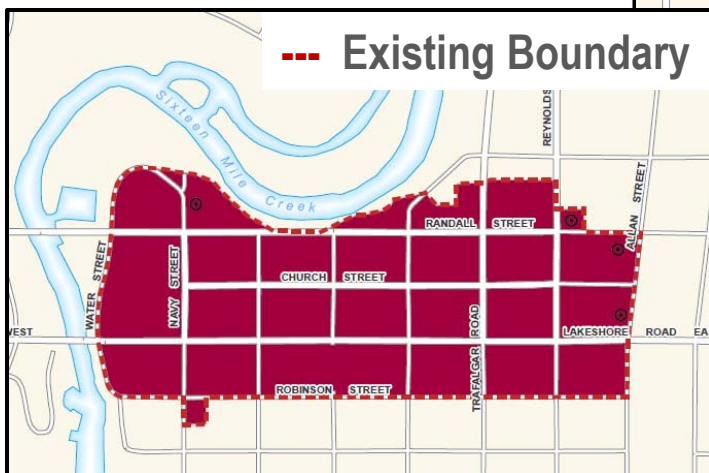 --- Existing Boundary
Sixteen Mile Creek
REYNOLDS
ALLAN STREET
RANDALL STREET
WATER STREET
NAVY STREET
CHURCH STREET
TRAFALGAR ROAD
WEST
LAKESHORE ROAD EA
ROBINSON STREET